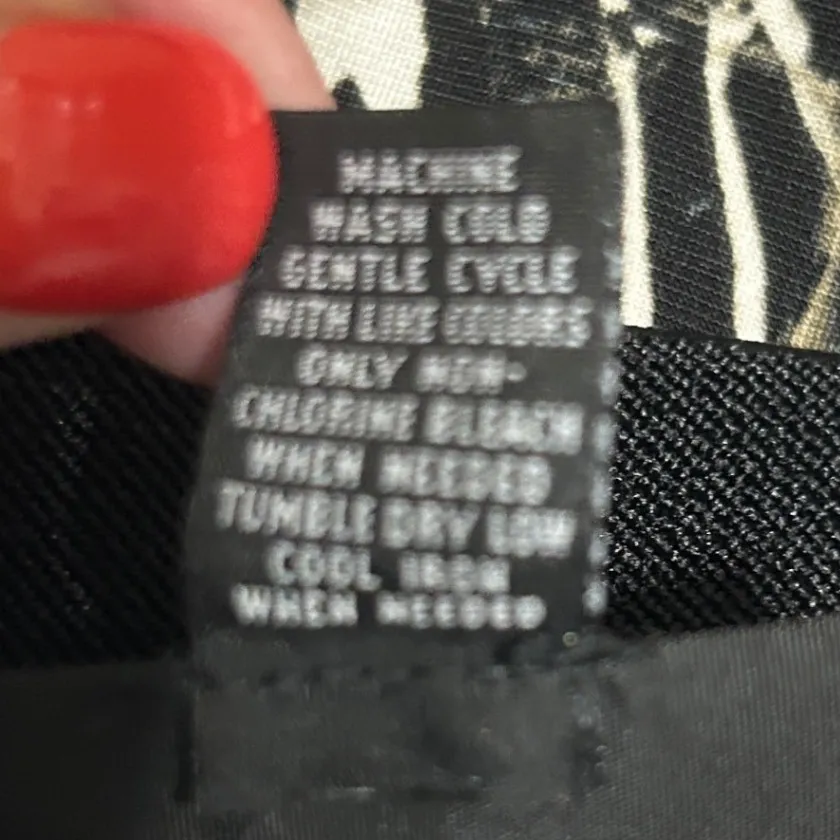 MACHINE
WASH COLD
GENTLE CYCLE
WITH LIKE COLORS
ONLY NON-
CHLORINE BLEACH
WHEN NEEDED
TUMBLE DRY LOW
COOL IRON
WHEN NEEDED